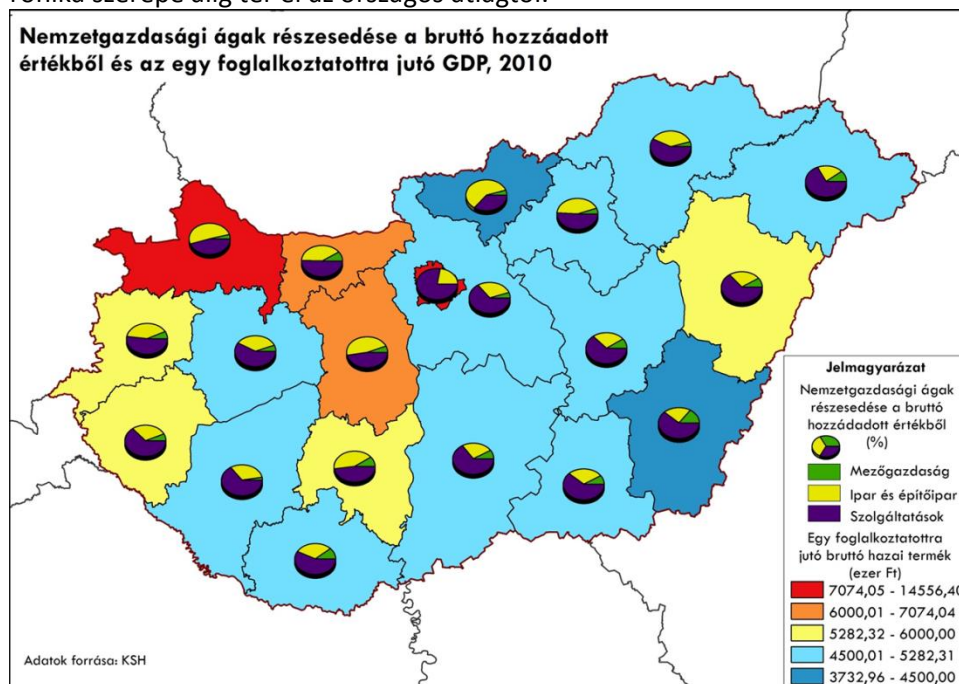 Nemzetgazdasági ágak részesedése a bruttó hozzáadott
értékből és az egy foglalkoztatottra jutó GDP, 2010
Jelmagyarázat
Nemzetgazdasági ágak
részesedése a bruttó
hozzádadott értékből
(%)
Mezőgazdaság
Ipar és építőipar
Szolgáltatások
Egy foglalkoztatottra
jutó bruttó hazai termék
(ezer Ft)
7074,05 - 14556,40
6000,01 - 7074,04
5282,32 - 6000,00
4500,01 - 5282,31
3732,96 - 4500,00
Adatok forrása: KSH